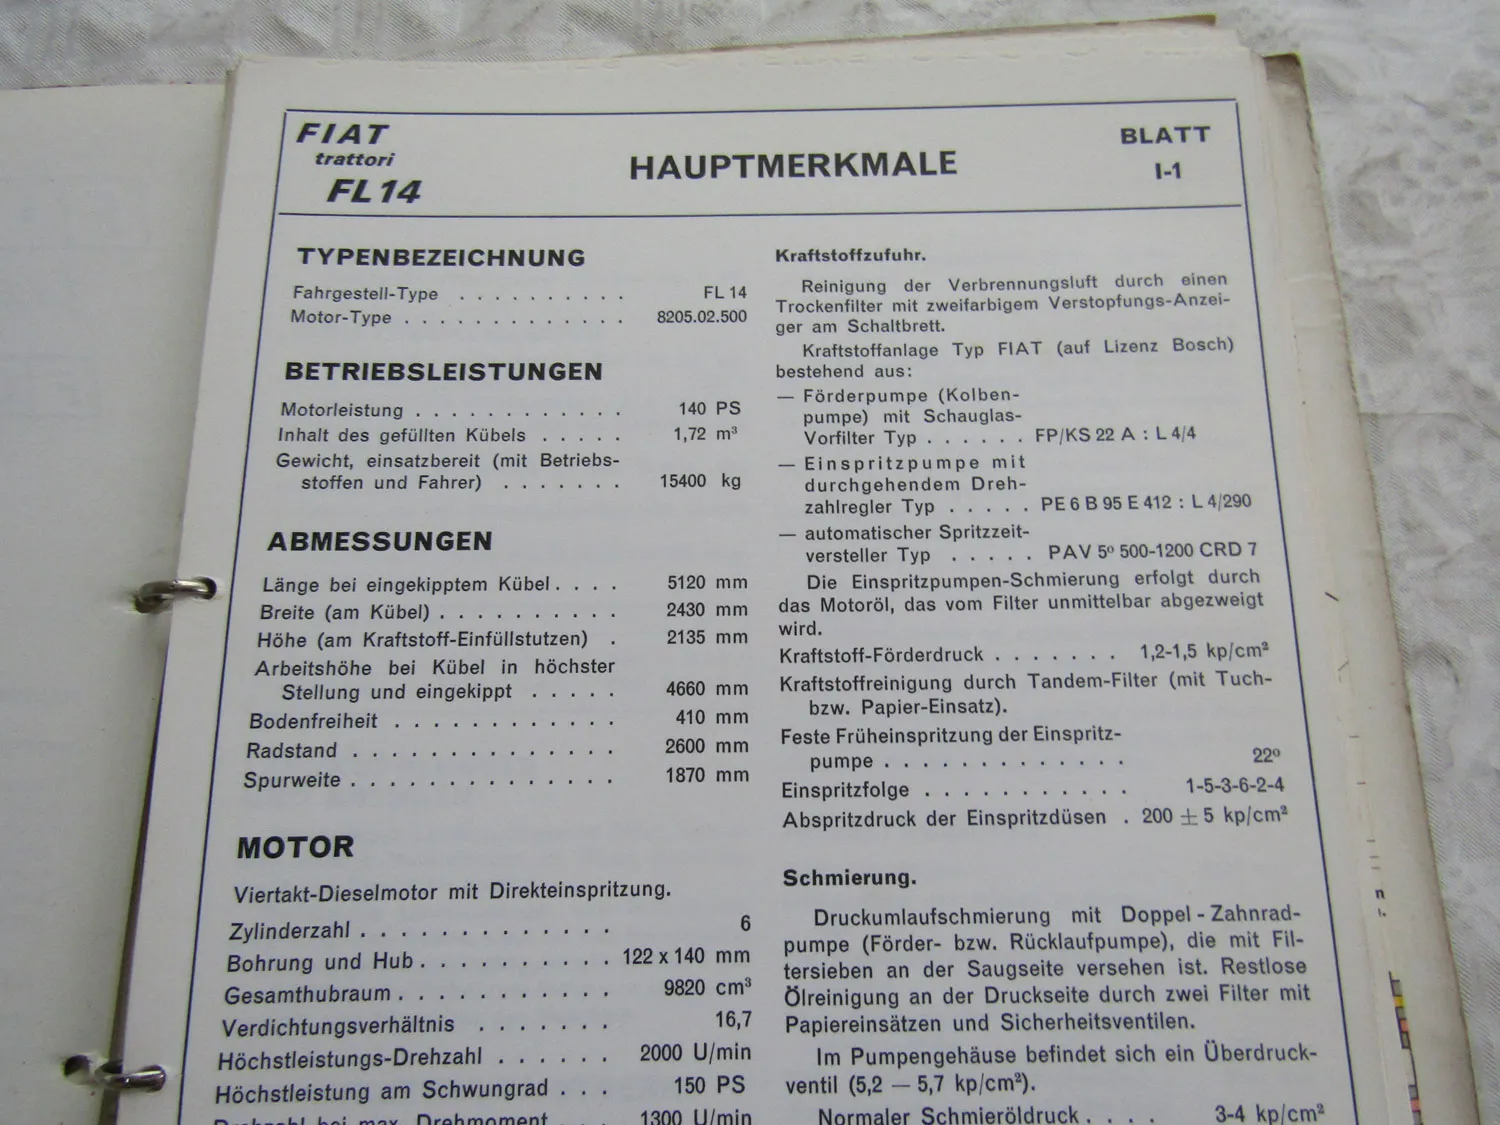 FIAT
trattori
FL 14
HAUPTMERKMALE
BLATT
I-1
TYPENBEZEICHNUNG
Fahrgestell-Type . . . . . . . . . . FL 14
Motor-Type . . . . . . . . . . . . . 8205.02.500
BETRIEBSLEISTUNGEN
Motorleistung . . . . . . . . . . . . 140 PS
Inhalt des gefüllten Kübels . . . . . 1,72 m³
Gewicht, einsatzbereit (mit Betriebs-
stoffen und Fahrer) . . . . . . . 15400 kg
ABMESSUNGEN
Länge bei eingekipptem Kübel . . . . 5120 mm
Breite (am Kübel) . . . . . . . . . . 2430 mm
Höhe (am Kraftstoff-Einfüllstutzen) . 2135 mm
Arbeitshöhe bei Kübel in höchster
Stellung und eingekippt . . . . . 4660 mm
Bodenfreiheit . . . . . . . . . . . . 410 mm
Radstand . . . . . . . . . . . . . . 2600 mm
Spurweite . . . . . . . . . . . . . . 1870 mm
MOTOR
Viertakt-Dieselmotor mit Direkteinspritzung.
Zylinderzahl . . . . . . . . . . . . . 6
Bohrung und Hub . . . . . . . . . . 122 x 140 mm
Gesamthubraum . . . . . . . . . . . 9820 cm³
Verdichtungsverhältnis . . . . . . . 16,7
Höchstleistungs-Drehzahl . . . . . . 2000 U/min
Höchstleistung am Schwungrad . . . 150 PS
Drehzahl bei max. Drehmoment . . . 1300 U/min
Kraftstoffzufuhr.
Reinigung der Verbrennungsluft durch einen
Trockenfilter mit zweifarbigem Verstopfungs-Anzei-
ger am Schaltbrett.
Kraftstoffanlage Typ FIAT (auf Lizenz Bosch)
bestehend aus:
— Förderpumpe (Kolben-
pumpe) mit Schauglas-
Vorfilter Typ . . . . . . FP/KS 22 A : L 4/4
— Einspritzpumpe mit
durchgehendem Dreh-
zahlregler Typ . . . . . PE 6 B 95 E 412 : L 4/290
— automatischer Spritzzeit-
versteller Typ . . . . . PAV 5º 500-1200 CRD 7
Die Einspritzpumpen-Schmierung erfolgt durch
das Motoröl, das vom Filter unmittelbar abgezweigt
wird.
Kraftstoff-Förderdruck . . . . . . . 1,2-1,5 kp/cm²
Kraftstoffreinigung durch Tandem-Filter (mit Tuch-
bzw. Papier-Einsatz).
Feste Früheinspritzung der Einspritz-
pumpe . . . . . . . . . . . . . 22º
Einspritzfolge . . . . . . . . . . . 1-5-3-6-2-4
Abspritzdruck der Einspritzdüsen . 200 ± 5 kp/cm²
Schmierung.
Druckumlaufschmierung mit Doppel - Zahnrad-
pumpe (Förder- bzw. Rücklaufpumpe), die mit Fil-
tersieben an der Saugseite versehen ist. Restlose
Ölreinigung an der Druckseite durch zwei Filter mit
Papiereinsätzen und Sicherheitsventilen.
Im Pumpengehäuse befindet sich ein Überdruck-
ventil (5,2 — 5,7 kp/cm²).
Normaler Schmieröldruck . . . . 3-4 kp/cm²